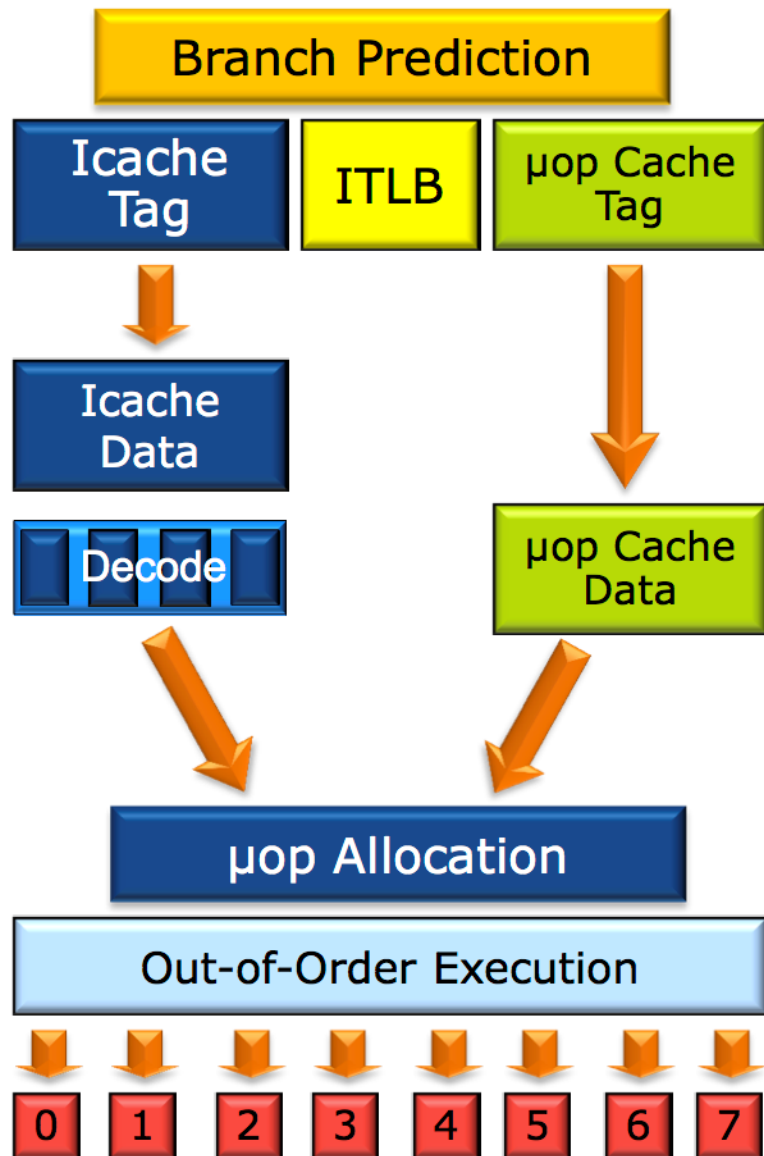 Branch Prediction
Icache
Tag
ITLB
μop Cache
Tag
Icache
Data
Decode
μop Cache
Data
μop Allocation
Out-of-Order Execution
0 1 2 3 4 5 6 7